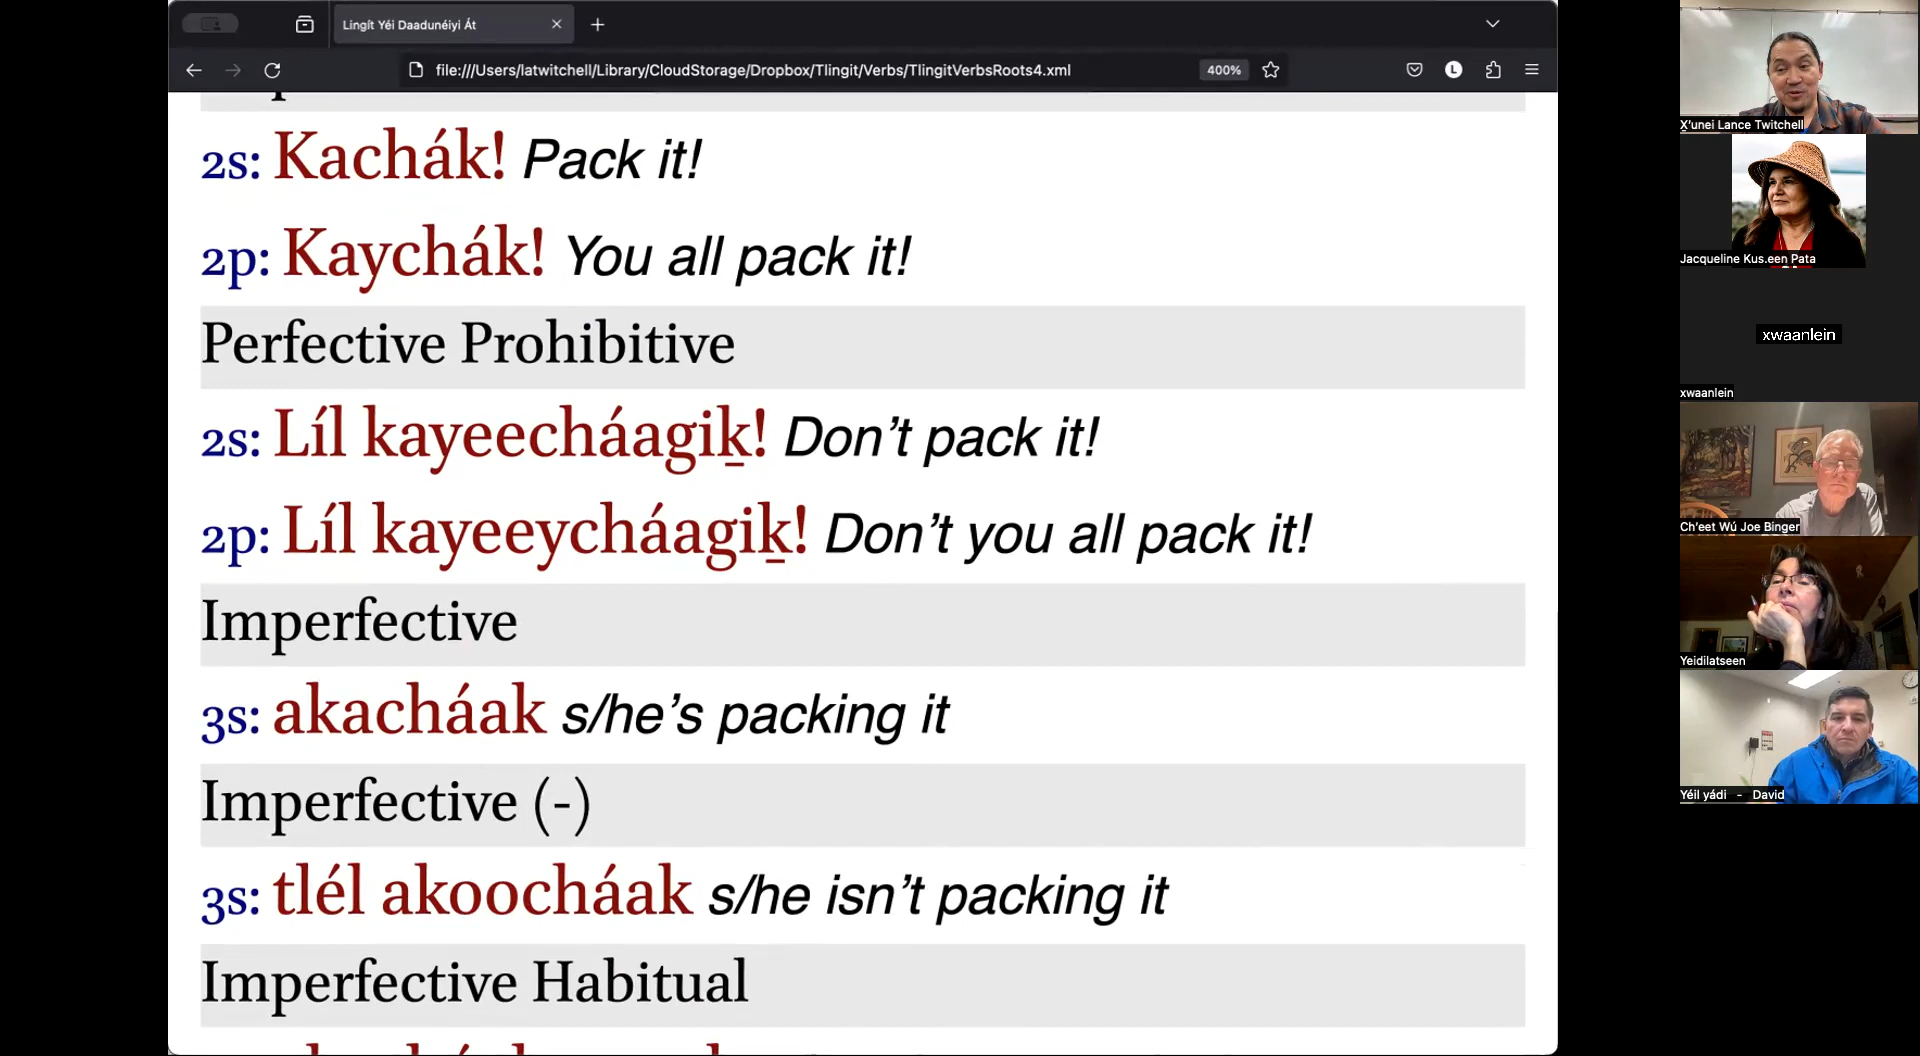 Lingít Yéi Daadunéiyi Át
file:///Users/latwitchell/Library/CloudStorage/Dropbox/Tlingit/Verbs/TlingitVerbsRoots4.xml
400%
L
2s: Kachák! Pack it!
2p: Kaychák! You all pack it!
Perfective Prohibitive
2s: Líl kayeecháagiḵ! Don’t pack it!
2p: Líl kayeeycháagiḵ! Don’t you all pack it!
Imperfective
3s: akacháak s/he’s packing it
Imperfective (-)
3s: tlél akoocháak s/he isn’t packing it
Imperfective Habitual
X̱ʼunei Lance Twitchell
Jacqueline Kus.een Pata
xwaanlein
xwaanlein
Ch’eet Wú Joe Binger
Yeidilatseen
Yéil yádi - David